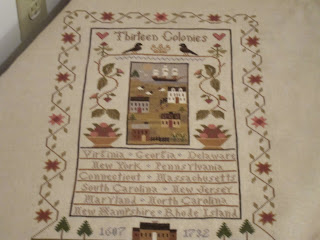 Thirteen Colonies
Virginia · Georgia · Delaware
New York · Pennsylvania
Connecticut · Massachusetts
South Carolina · New Jersey
Maryland · North Carolina
New Hampshire · Rhode Island
1607 1732